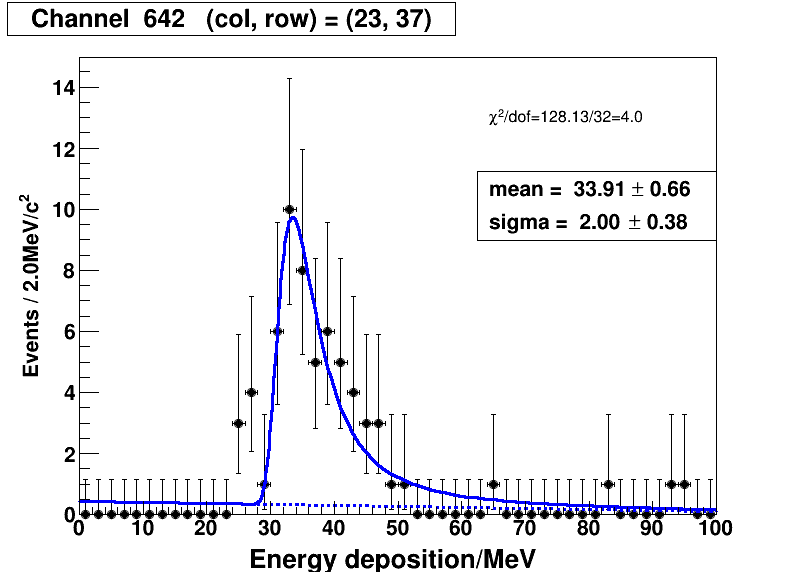 Channel 642 (col, row) = (23, 37)
χ²/dof=128.13/32=4.0
mean = 33.91 ± 0.66
sigma = 2.00 ± 0.38
Events / 2.0MeV/c²
14
12
10
8
6
4
2
0
0 10 20 30 40 50 60 70 80 90 100
Energy deposition/MeV